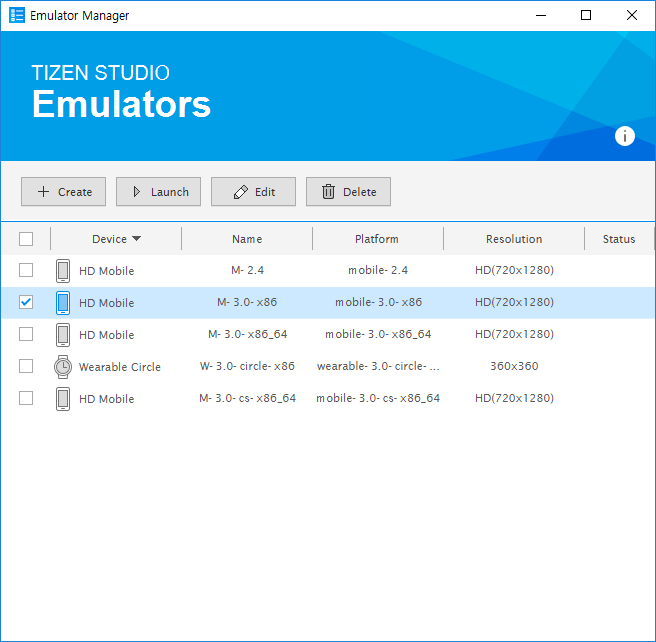 Emulator Manager
TIZEN STUDIO
Emulators
Create Launch Edit Delete
Device Name Platform Resolution Status
HD Mobile M- 2.4 mobile- 2.4 HD(720x1280)
HD Mobile M- 3.0- x86 mobile- 3.0- x86 HD(720x1280)
HD Mobile M- 3.0- x86_64 mobile- 3.0- x86_64 HD(720x1280)
Wearable Circle W- 3.0- circle- x86 wearable- 3.0- circle- ... 360x360
HD Mobile M- 3.0- cs- x86_64 mobile- 3.0- cs- x86_64 HD(720x1280)